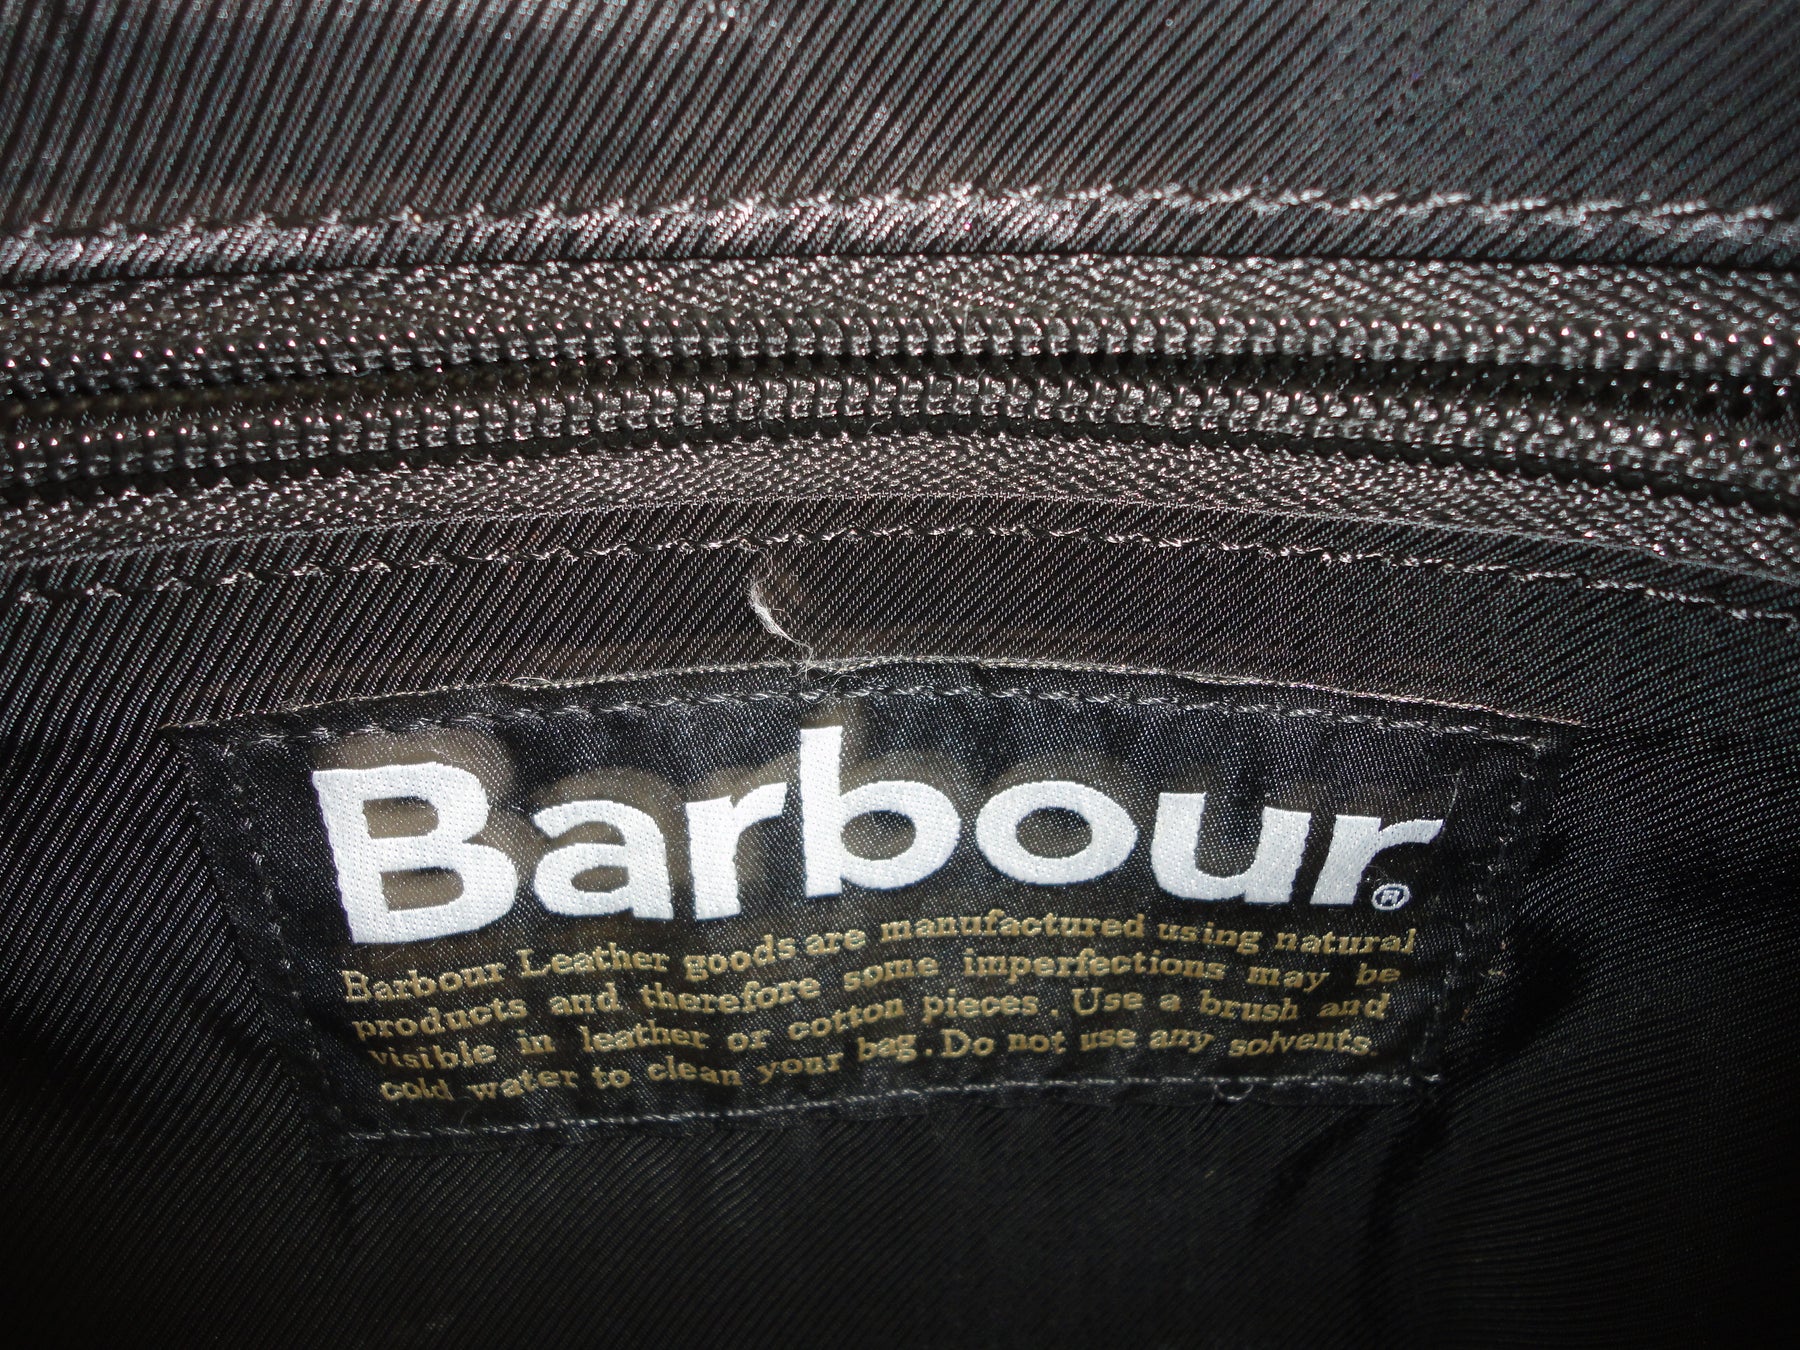 Barbour®
Barbour Leather goods are manufactured using natural
products and therefore some imperfections may be
visible in leather or cotton pieces. Use a brush and
cold water to clean your bag. Do not use any solvents.